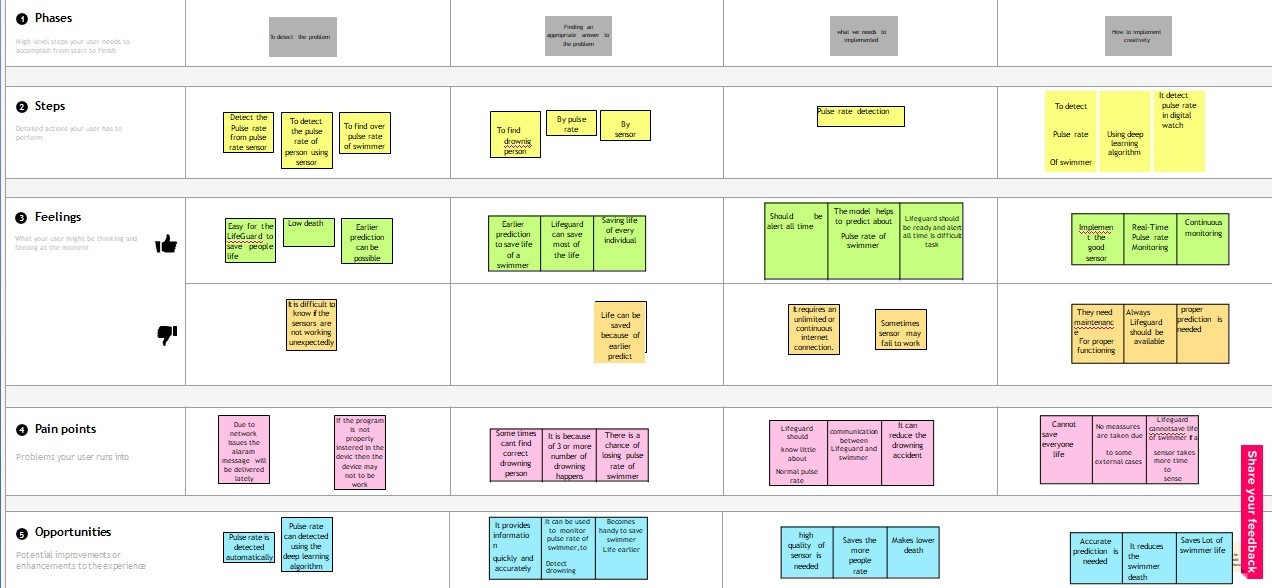 1 Phases
High-level steps your user needs to
accomplish from start to finish
To detect the problem
Finding an
appropriate answer to
the problem
what we needs to
implemented
How to implement
creatively
2 Steps
Detailed actions your user has to
perform
Detect the
Pulse rate
from pulse
rate sensor
To detect
the pulse
rate of
person using
sensor
To find over
pulse rate
of swimmer
To find
drownig
person
By pulse
rate
By
sensor
Pulse rate detection
To detect
Pulse rate
Of swimmer
Using deep
learning
algorithm
It detect
pulse rate
in digital
watch
3 Feelings
What your user might be thinking and
feeling at the moment
Easy for the
LifeGuard to
save people
life
Low death
Earlier
prediction
can be
possible
Earlier
prediction
to save life
of a
swimmer
Lifeguard
can save
most of
the life
Saving life
of every
individual
Should be
alert all time
The model helps
to predict about
Pulse rate of
swimmer
Lifeguard should
be ready and alert
all time is difficult
task
Implemen
t the
good
sensor
Real-Time
Pulse rate
Monitoring
Continuous
monitoring
It is difficult to
know if the
sensors are
not working
unexpectedly
Life can be
saved
because of
earlier
predict
It requires an
unlimited or
continuous
internet
connection.
Sometimes
sensor may
fail to work
They need
maintenanc
e
For proper
functioning
Always
Lifeguard
should be
available
proper
prediction is
needed
4 Pain points
Problems your user runs into
Due to
network
issues the
alaram
message will
be delivered
lately
If the program
is not
properly
instered in the
devic then the
device may
not to be
work
Some times
cant find
correct
drowning
person
It is because
of 3 or more
number of
drowning
happens
There is a
chance of
losing pulse
rate of
swimmer
Lifeguard
should
know little
about
Normal pulse
rate
communication
between
Lifeguard and
swimmer
It can
reduce the
drowning
accident
Cannot
save
everyone
life
No meassures
are taken due
to some
external cases
Lifeguard
cannotsave life
of swimmer if a
sensor takes
more time
to
sense
5 Opportunities
Potential improvements or
enhancements to the experience
Pulse rate is
detected
automatically
Pulse rate
can detected
using the
deep learning
algorithm
It provides
informatio
n
quickly and
accurately
It can be used
to monitor
pulse rate of
swimmer,to
Detect
drowning
Becomes
handy to save
swimmer
Life earlier
high
quality of
sensor is
needed
Saves the
more
people
rate
Makes lower
death
Accurate
prediction is
needed
It reduces
the
swimmer
death
Saves Lot of
swimmer life
Share your feedback